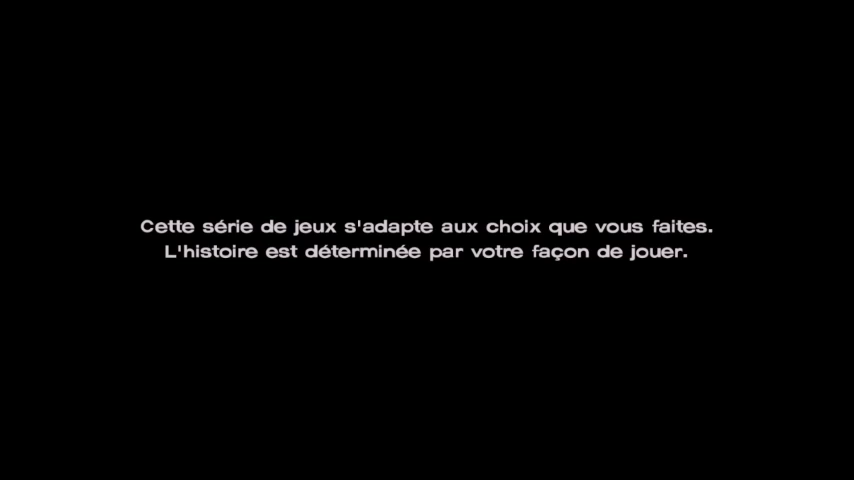 Cette série de jeux s'adapte aux choix que vous faites.
L'histoire est déterminée par votre façon de jouer.